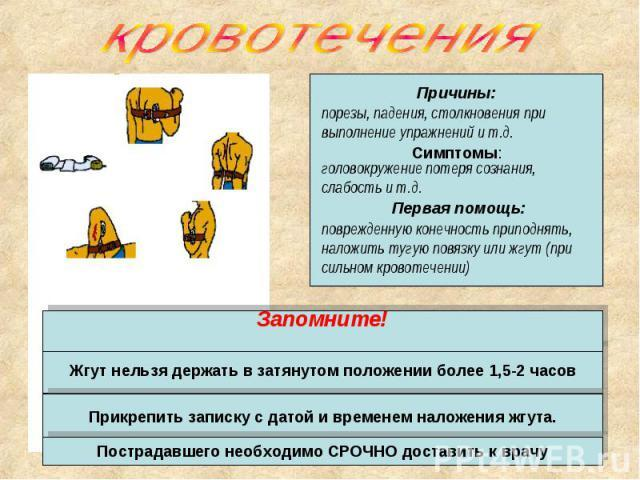 кровотечения
Причины:
порезы, падения, столкновения при
выполнение упражнений и т.д.
Симптомы:
головокружение потеря сознания,
слабость и т.д.
Первая помощь:
поврежденную конечность приподнять,
наложить тугую повязку или жгут (при
сильном кровотечении)
Запомните!
Жгут нельзя держать в затянутом положении более 1,5-2 часов
Прикрепить записку с датой и временем наложения жгута.
Пострадавшего необходимо СРОЧНО доставить к врачу
PPt4WEB.ru